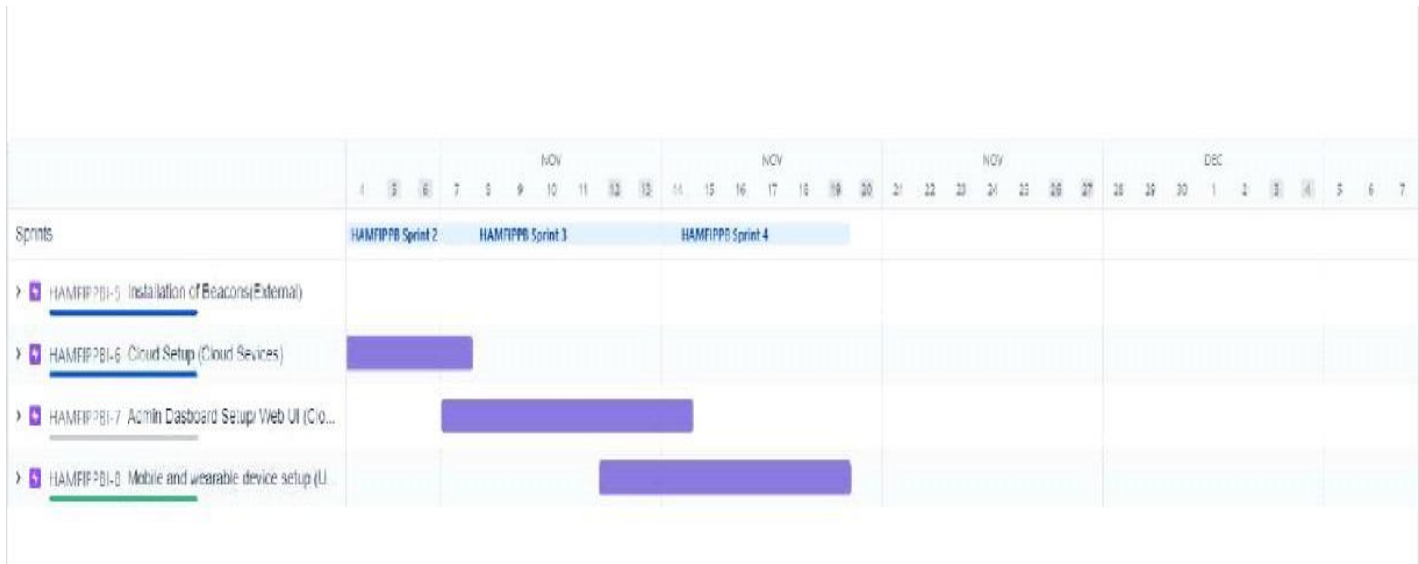 NOV NOV NOV DEC
4 5 6 7 8 9 10 11 12 13 14 15 16 17 18 19 20 21 22 23 24 25 26 27 28 29 30 1 2 3 4 5 6 7
Sprints HAMFIPPB Sprint 2 HAMFIPPB Sprint 3 HAMFIPPB Sprint 4
HAMFIPPBI-5 Installation of Beacons(External)
HAMFIPPBI-6 Cloud Setup (Cloud Sevices)
HAMFIPPBI-7 Admin Dasboard Setup/ Web UI (Clo...
HAMFIPPBI-8 Mobile and wearable device setup (U...